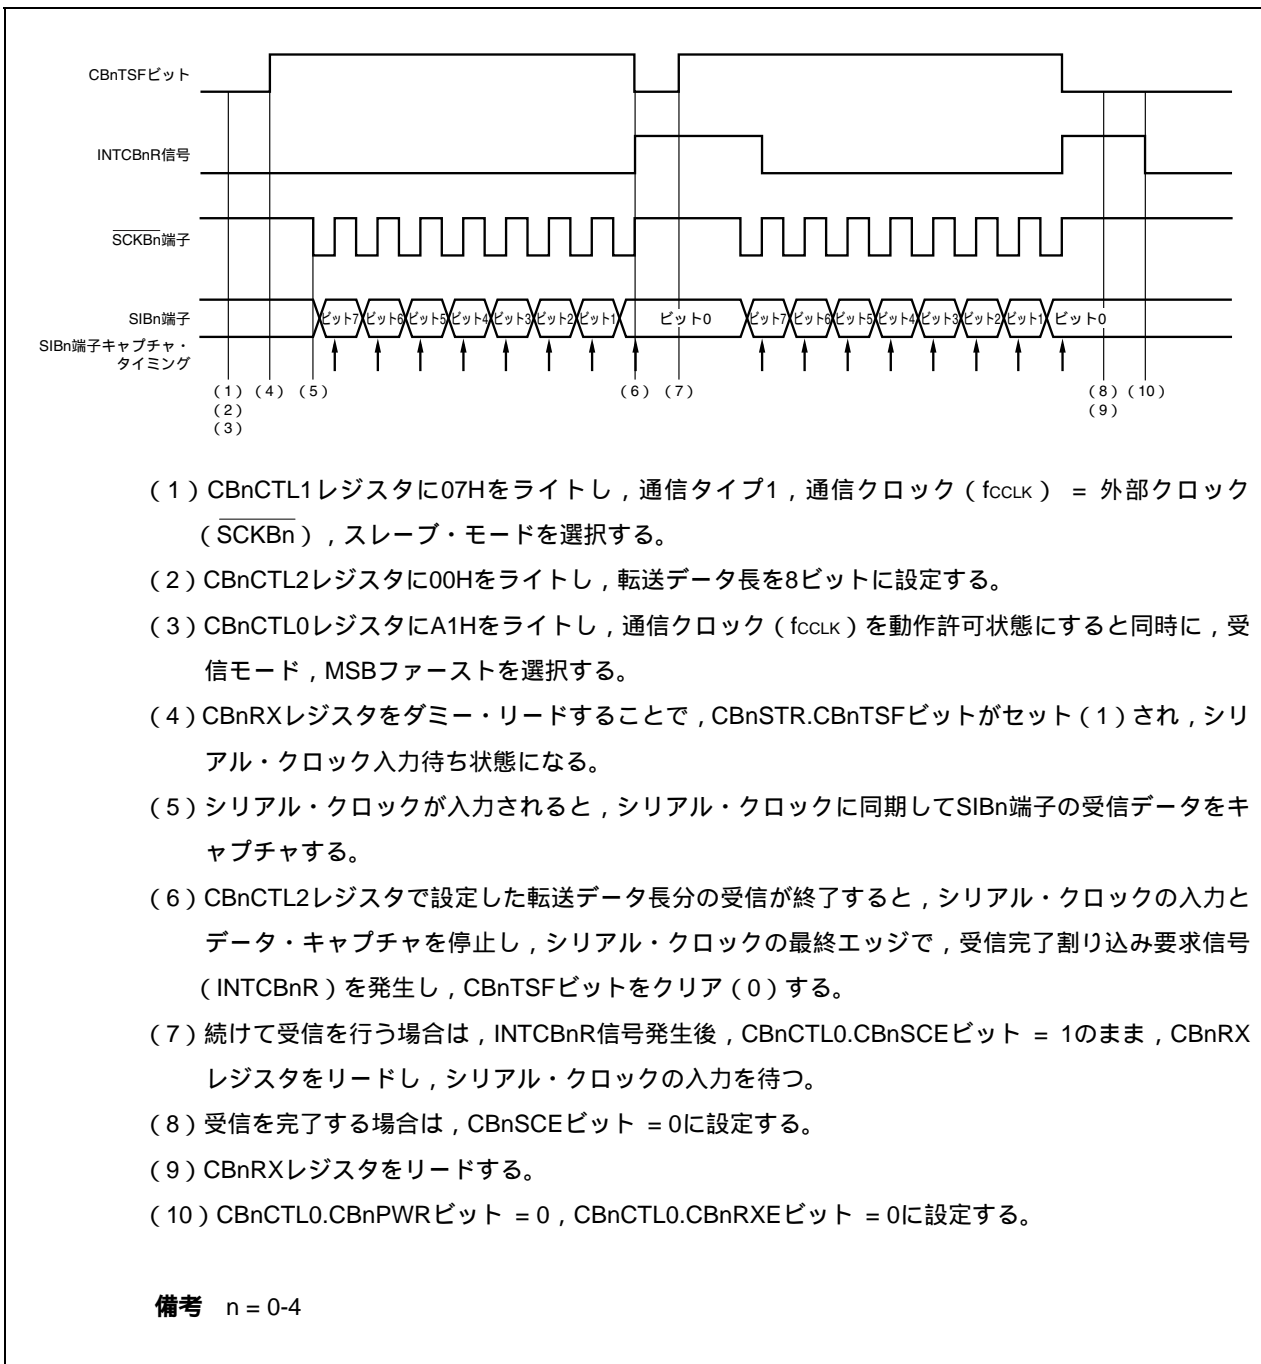 CBnTSFビット
INTCBnR信号
SCKBn端子
SIBn端子
ビット7 ビット6 ビット5 ビット4 ビット3 ビット2 ビット1 ビット0 ビット7 ビット6 ビット5 ビット4 ビット3 ビット2 ビット1 ビット0
SIBn端子キャプチャ・
タイミング
(1) (4) (5) (6) (7) (8) (10)
(2) (9)
(3)
(1)CBnCTL1レジスタに07Hをライトし,通信タイプ1,通信クロック(fCCLK) = 外部クロック
(SCKBn),スレーブ・モードを選択する。
(2)CBnCTL2レジスタに00Hをライトし,転送データ長を8ビットに設定する。
(3)CBnCTL0レジスタにA1Hをライトし,通信クロック(fCCLK)を動作許可状態にすると同時に,受
信モード,MSBファーストを選択する。
(4)CBnRXレジスタをダミー・リードすることで,CBnSTR.CBnTSFビットがセット(1)され,シリ
アル・クロック入力待ち状態になる。
(5)シリアル・クロックが入力されると,シリアル・クロックに同期してSIBn端子の受信データをキ
ャプチャする。
(6)CBnCTL2レジスタで設定した転送データ長分の受信が終了すると,シリアル・クロックの入力と
データ・キャプチャを停止し,シリアル・クロックの最終エッジで,受信完了割り込み要求信号
(INTCBnR)を発生し,CBnTSFビットをクリア(0)する。
(7)続けて受信を行う場合は,INTCBnR信号発生後,CBnCTL0.CBnSCEビット = 1のまま,CBnRX
レジスタをリードし,シリアル・クロックの入力を待つ。
(8)受信を完了する場合は,CBnSCEビット = 0に設定する。
(9)CBnRXレジスタをリードする。
(10)CBnCTL0.CBnPWRビット = 0,CBnCTL0.CBnRXEビット = 0に設定する。
備考 n = 0-4